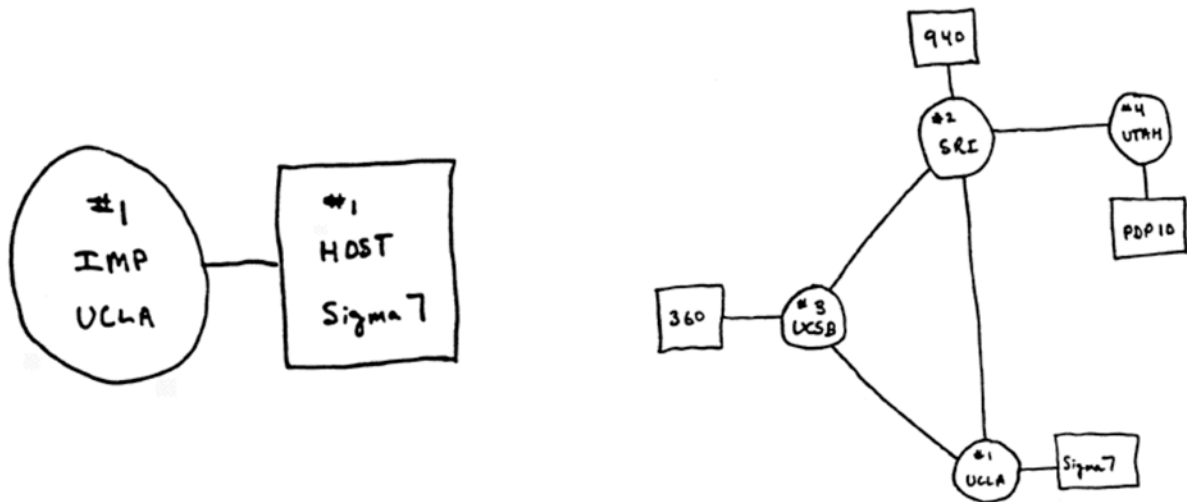 #1
IMP
UCLA
#1
HOST
Sigma 7
940
#2
SRI
#4
UTAH
PDP10
360
#3
UCSB
#1
UCLA
Sigma 7